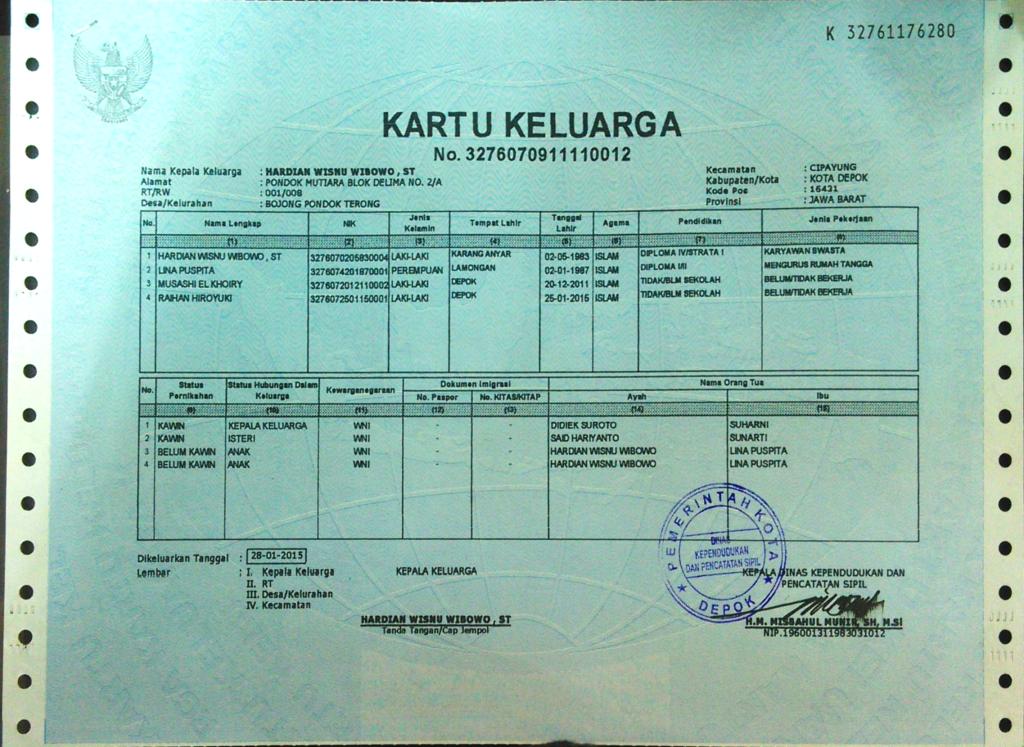 K 32761176280
KARTU KELUARGA
No. 3276070911110012
Nama Kepala Keluarga : HARDIAN WISNU WIBOWO , ST
Alamat : PONDOK MUTIARA BLOK DELIMA NO. 2/A
RT/RW : 001/008
Desa/Kelurahan : BOJONG PONDOK TERONG
Kecamatan : CIPAYUNG
Kabupaten/Kota : KOTA DEPOK
Kode Pos : 16431
Provinsi : JAWA BARAT
No. Nama Lengkap NIK Jenis Kelamin Tempat Lahir Tanggal Lahir Agama Pendidikan Jenis Pekerjaan
(1) (2) (3) (4) (5) (6) (7) (8)
1 HARDIAN WISNU WIBOWO , ST 3276070205830004 LAKI-LAKI KARANG ANYAR 02-05-1983 ISLAM DIPLOMA IV/STRATA I KARYAWAN SWASTA
2 LINA PUSPITA 3276074201870001 PEREMPUAN LAMONGAN 02-01-1987 ISLAM DIPLOMA I/II MENGURUS RUMAH TANGGA
3 MUSASHI EL KHOIRY 3276072012110002 LAKI-LAKI DEPOK 20-12-2011 ISLAM TIDAK/BLM SEKOLAH BELUM/TIDAK BEKERJA
4 RAIHAN HIROYUKI 3276072501150001 LAKI-LAKI DEPOK 25-01-2015 ISLAM TIDAK/BLM SEKOLAH BELUM/TIDAK BEKERJA
No. Status Pernikahan Status Hubungan Dalam Keluarga Kewarganegaraan Dokumen Imigrasi Nama Orang Tua
No. Paspor No. KITAS/KITAP Ayah Ibu
(9) (10) (11) (12) (13) (14) (15)
1 KAWIN KEPALA KELUARGA WNI - - DIDIEK SUROTO SUHARNI
2 KAWIN ISTERI WNI - - SAID HARIYANTO SUNARTI
3 BELUM KAWIN ANAK WNI - - HARDIAN WISNU WIBOWO LINA PUSPITA
4 BELUM KAWIN ANAK WNI - - HARDIAN WISNU WIBOWO LINA PUSPITA
Dikeluarkan Tanggal : 28-01-2015
Lembar : I. Kepala Keluarga
II. RT
III. Desa/Kelurahan
IV. Kecamatan
KEPALA KELUARGA
HARDIAN WISNU WIBOWO , ST
Tanda Tangan/Cap Jempol
PEMERINTAH KOTA
DINAS
KEPENDUDUKAN
DAN PENCATATAN SIPIL
DEPOK
KEPALA DINAS KEPENDUDUKAN DAN
PENCATATAN SIPIL
H.M. MISBAHUL MUNIR, SH, M.Si
NIP.196001311983031012